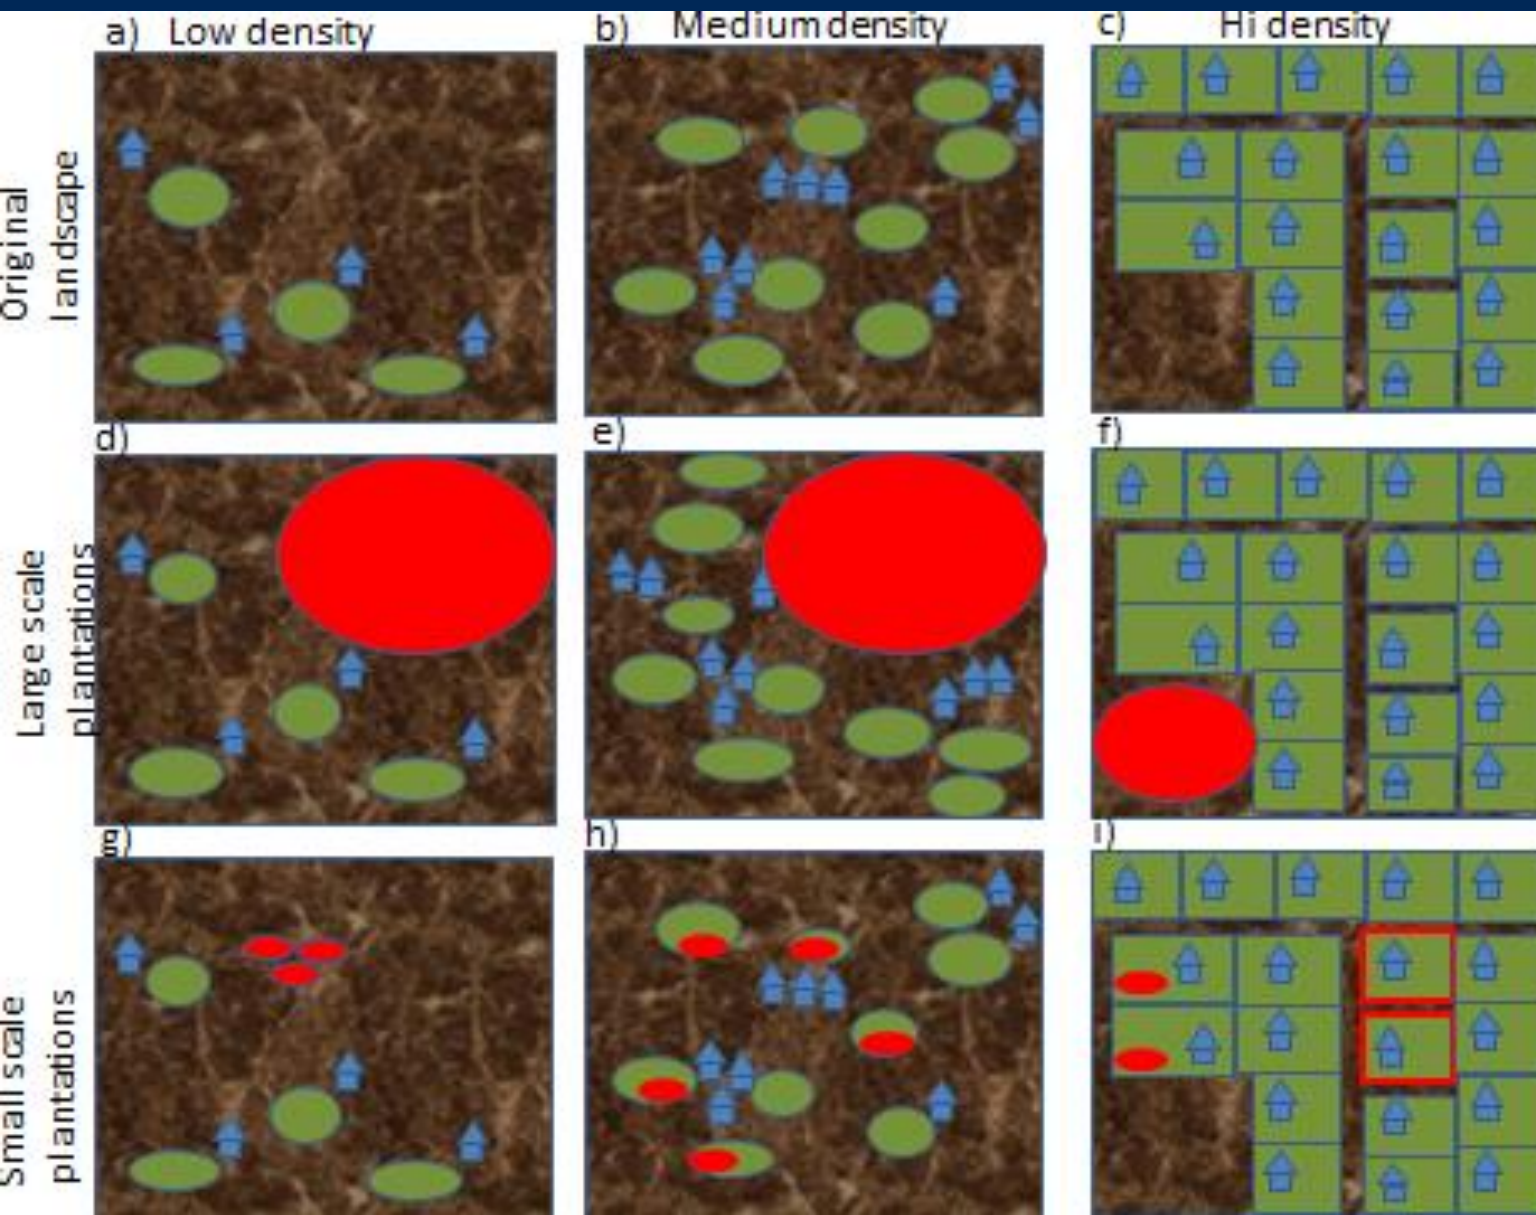 a) Low density
b) Medium density
c) Hi density
Original
landscape
d)
e)
f)
Large scale
plantations
g)
h)
i)
Small scale
plantations